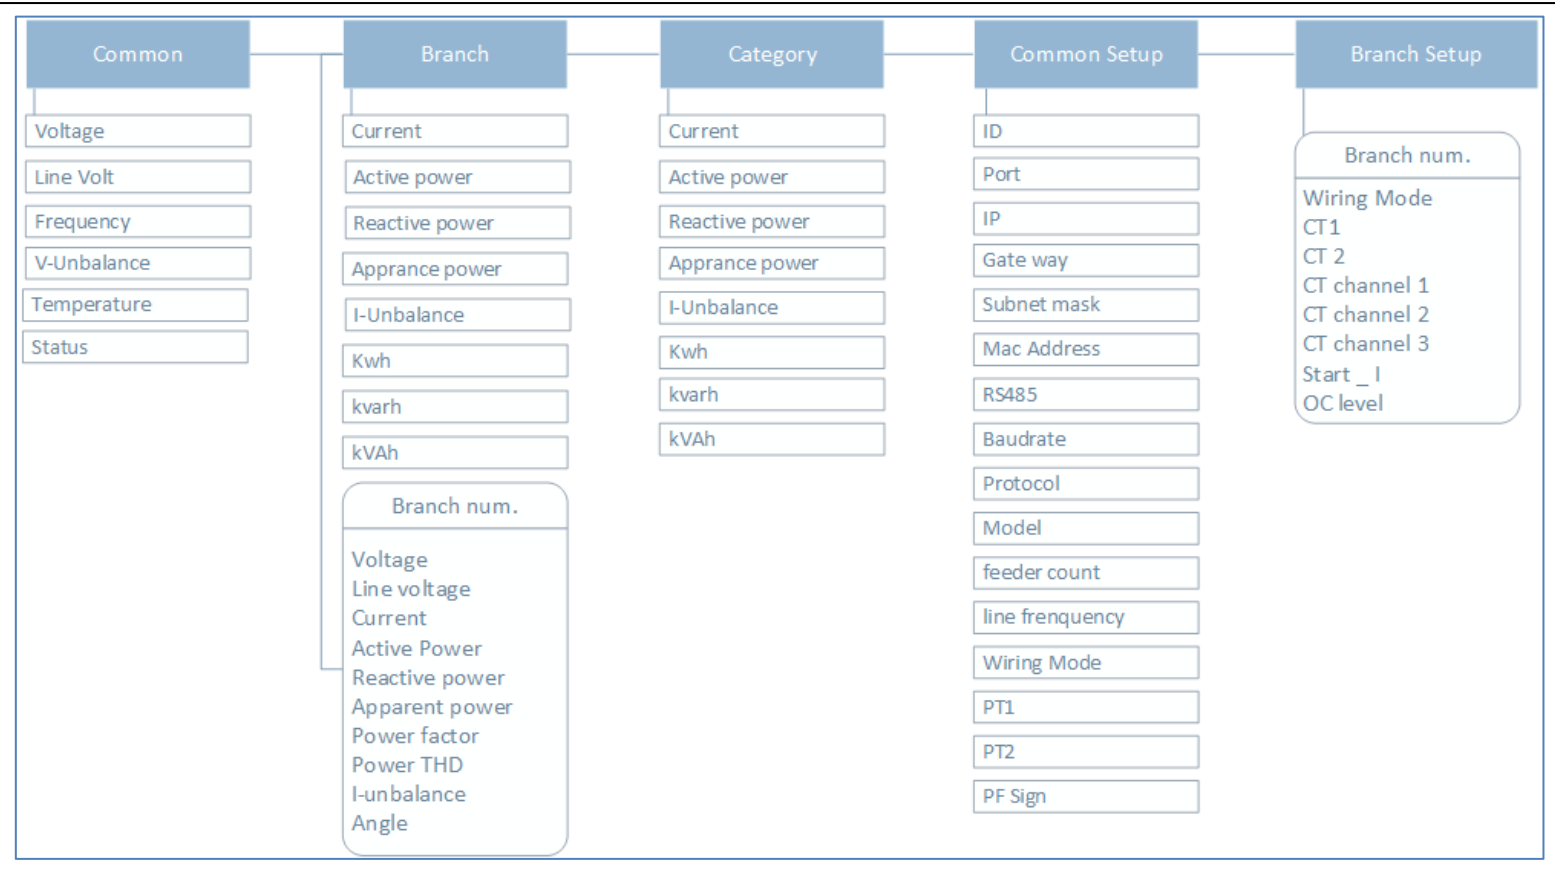 Common
Voltage
Line Volt
Frequency
V-Unbalance
Temperature
Status
Branch
Current
Active power
Reactive power
Apprance power
I-Unbalance
Kwh
kvarh
kVAh
Branch num.
Voltage
Line voltage
Current
Active Power
Reactive power
Apparent power
Power factor
Power THD
I-unbalance
Angle
Category
Current
Active power
Reactive power
Apprance power
I-Unbalance
Kwh
kvarh
kVAh
Common Setup
ID
Port
IP
Gate way
Subnet mask
Mac Address
RS485
Baudrate
Protocol
Model
feeder count
line frenquency
Wiring Mode
PT1
PT2
PF Sign
Branch Setup
Branch num.
Wiring Mode
CT1
CT 2
CT channel 1
CT channel 2
CT channel 3
Start _ I
OC level